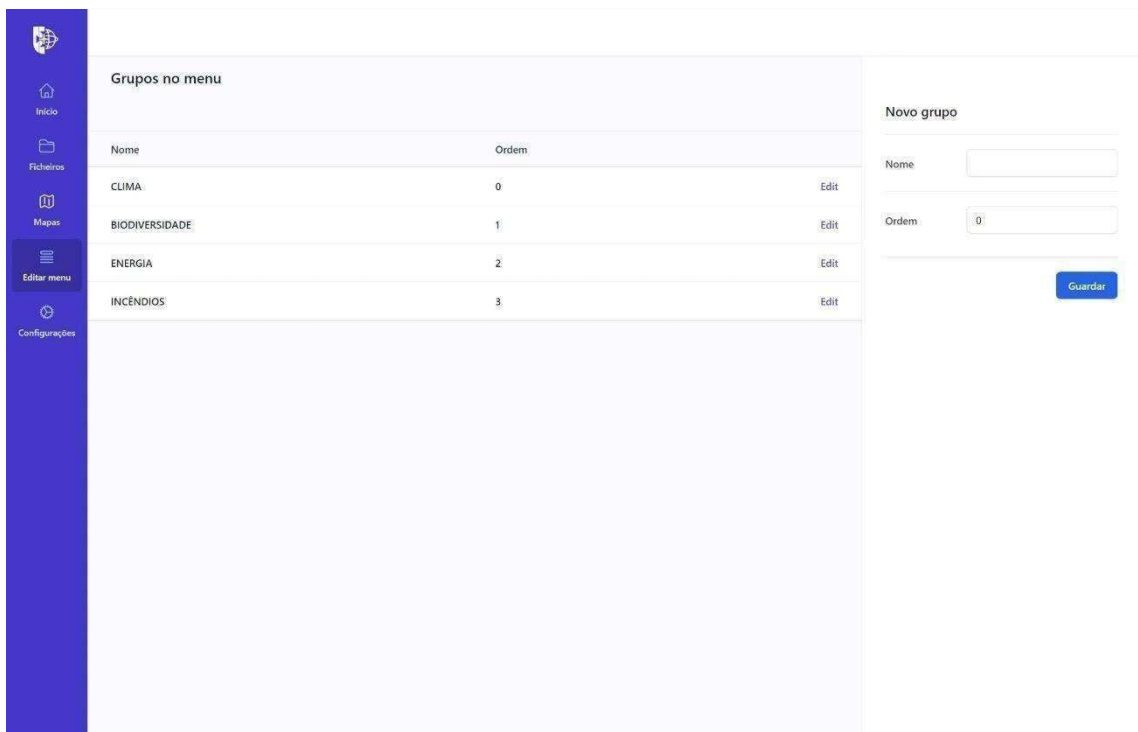 Início
Ficheiros
Mapas
Editar menu
Configurações
Grupos no menu
Nome Ordem
CLIMA 0 Edit
BIODIVERSIDADE 1 Edit
ENERGIA 2 Edit
INCÊNDIOS 3 Edit
Novo grupo
Nome
Ordem 0
Guardar